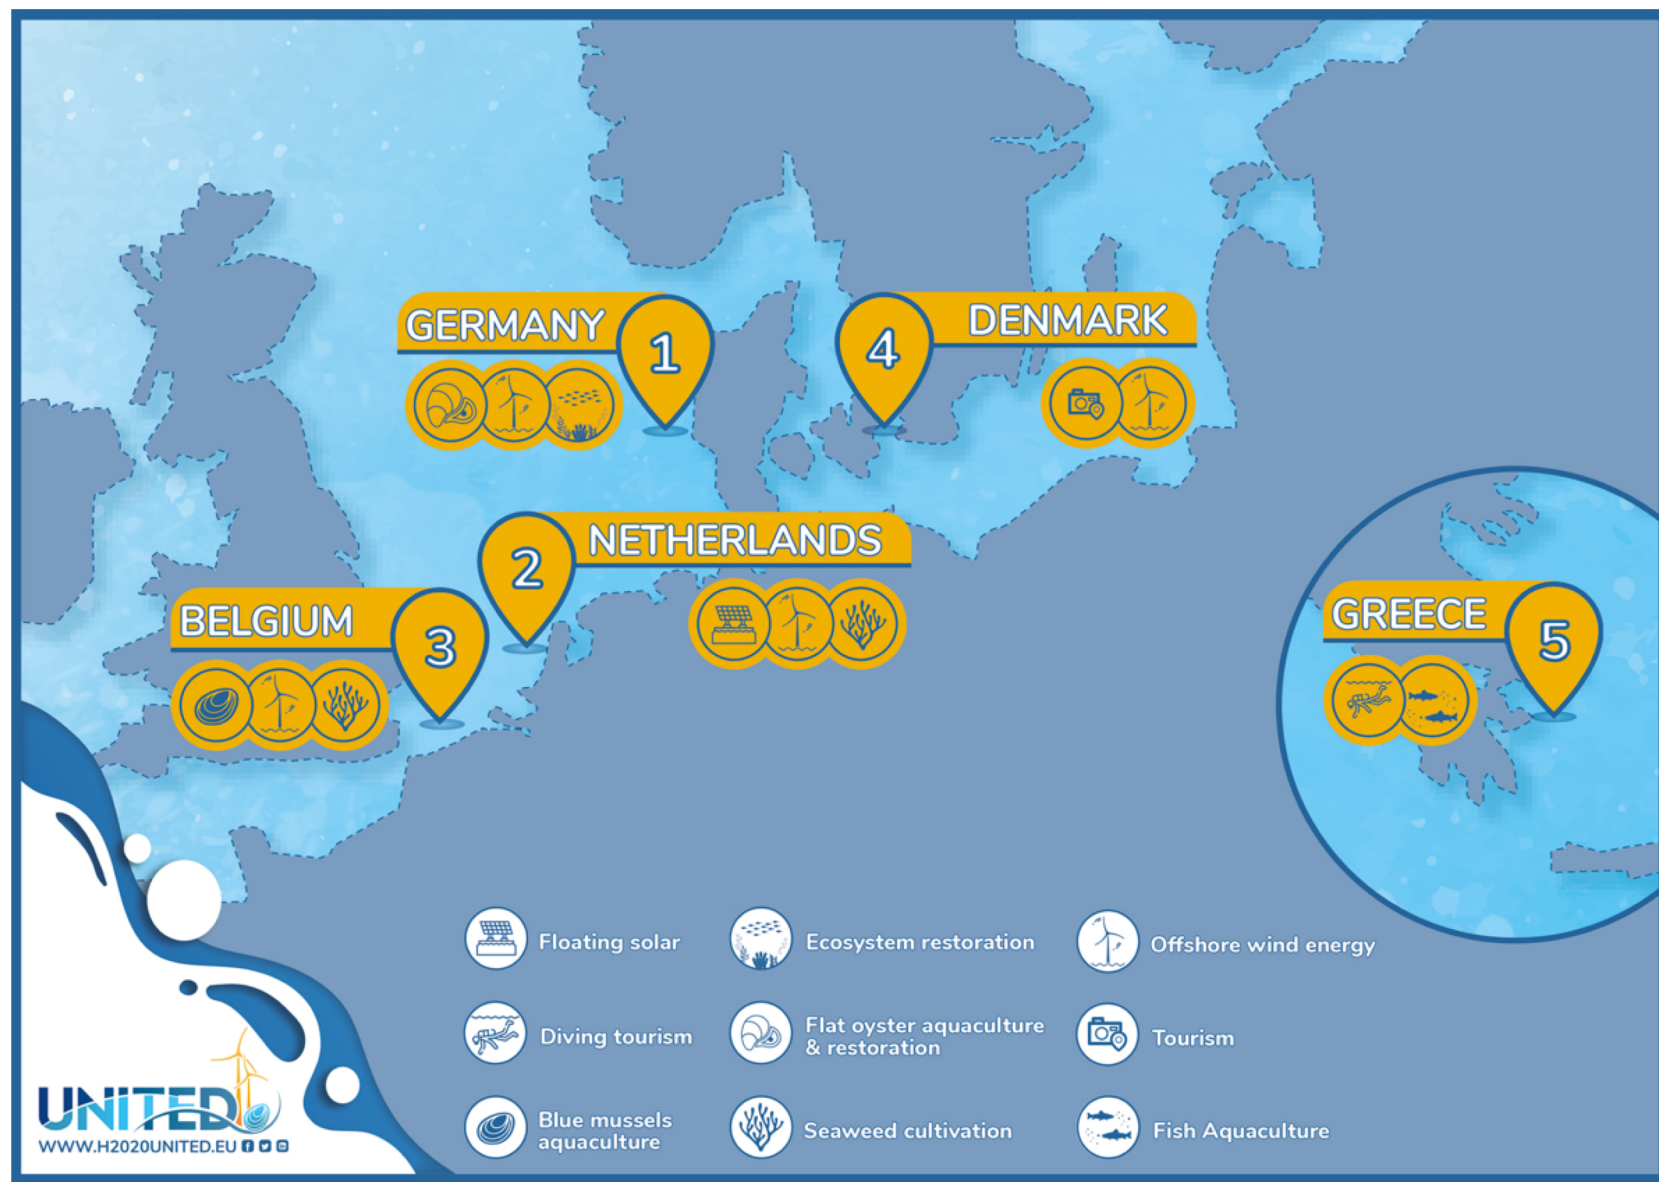 GERMANY
1
4
DENMARK
2
NETHERLANDS
BELGIUM
3
GREECE
5
Floating solar
Ecosystem restoration
Offshore wind energy
Diving tourism
Flat oyster aquaculture
& restoration
Tourism
Blue mussels
aquaculture
Seaweed cultivation
Fish Aquaculture
UNITED
WWW.H2020UNITED.EU